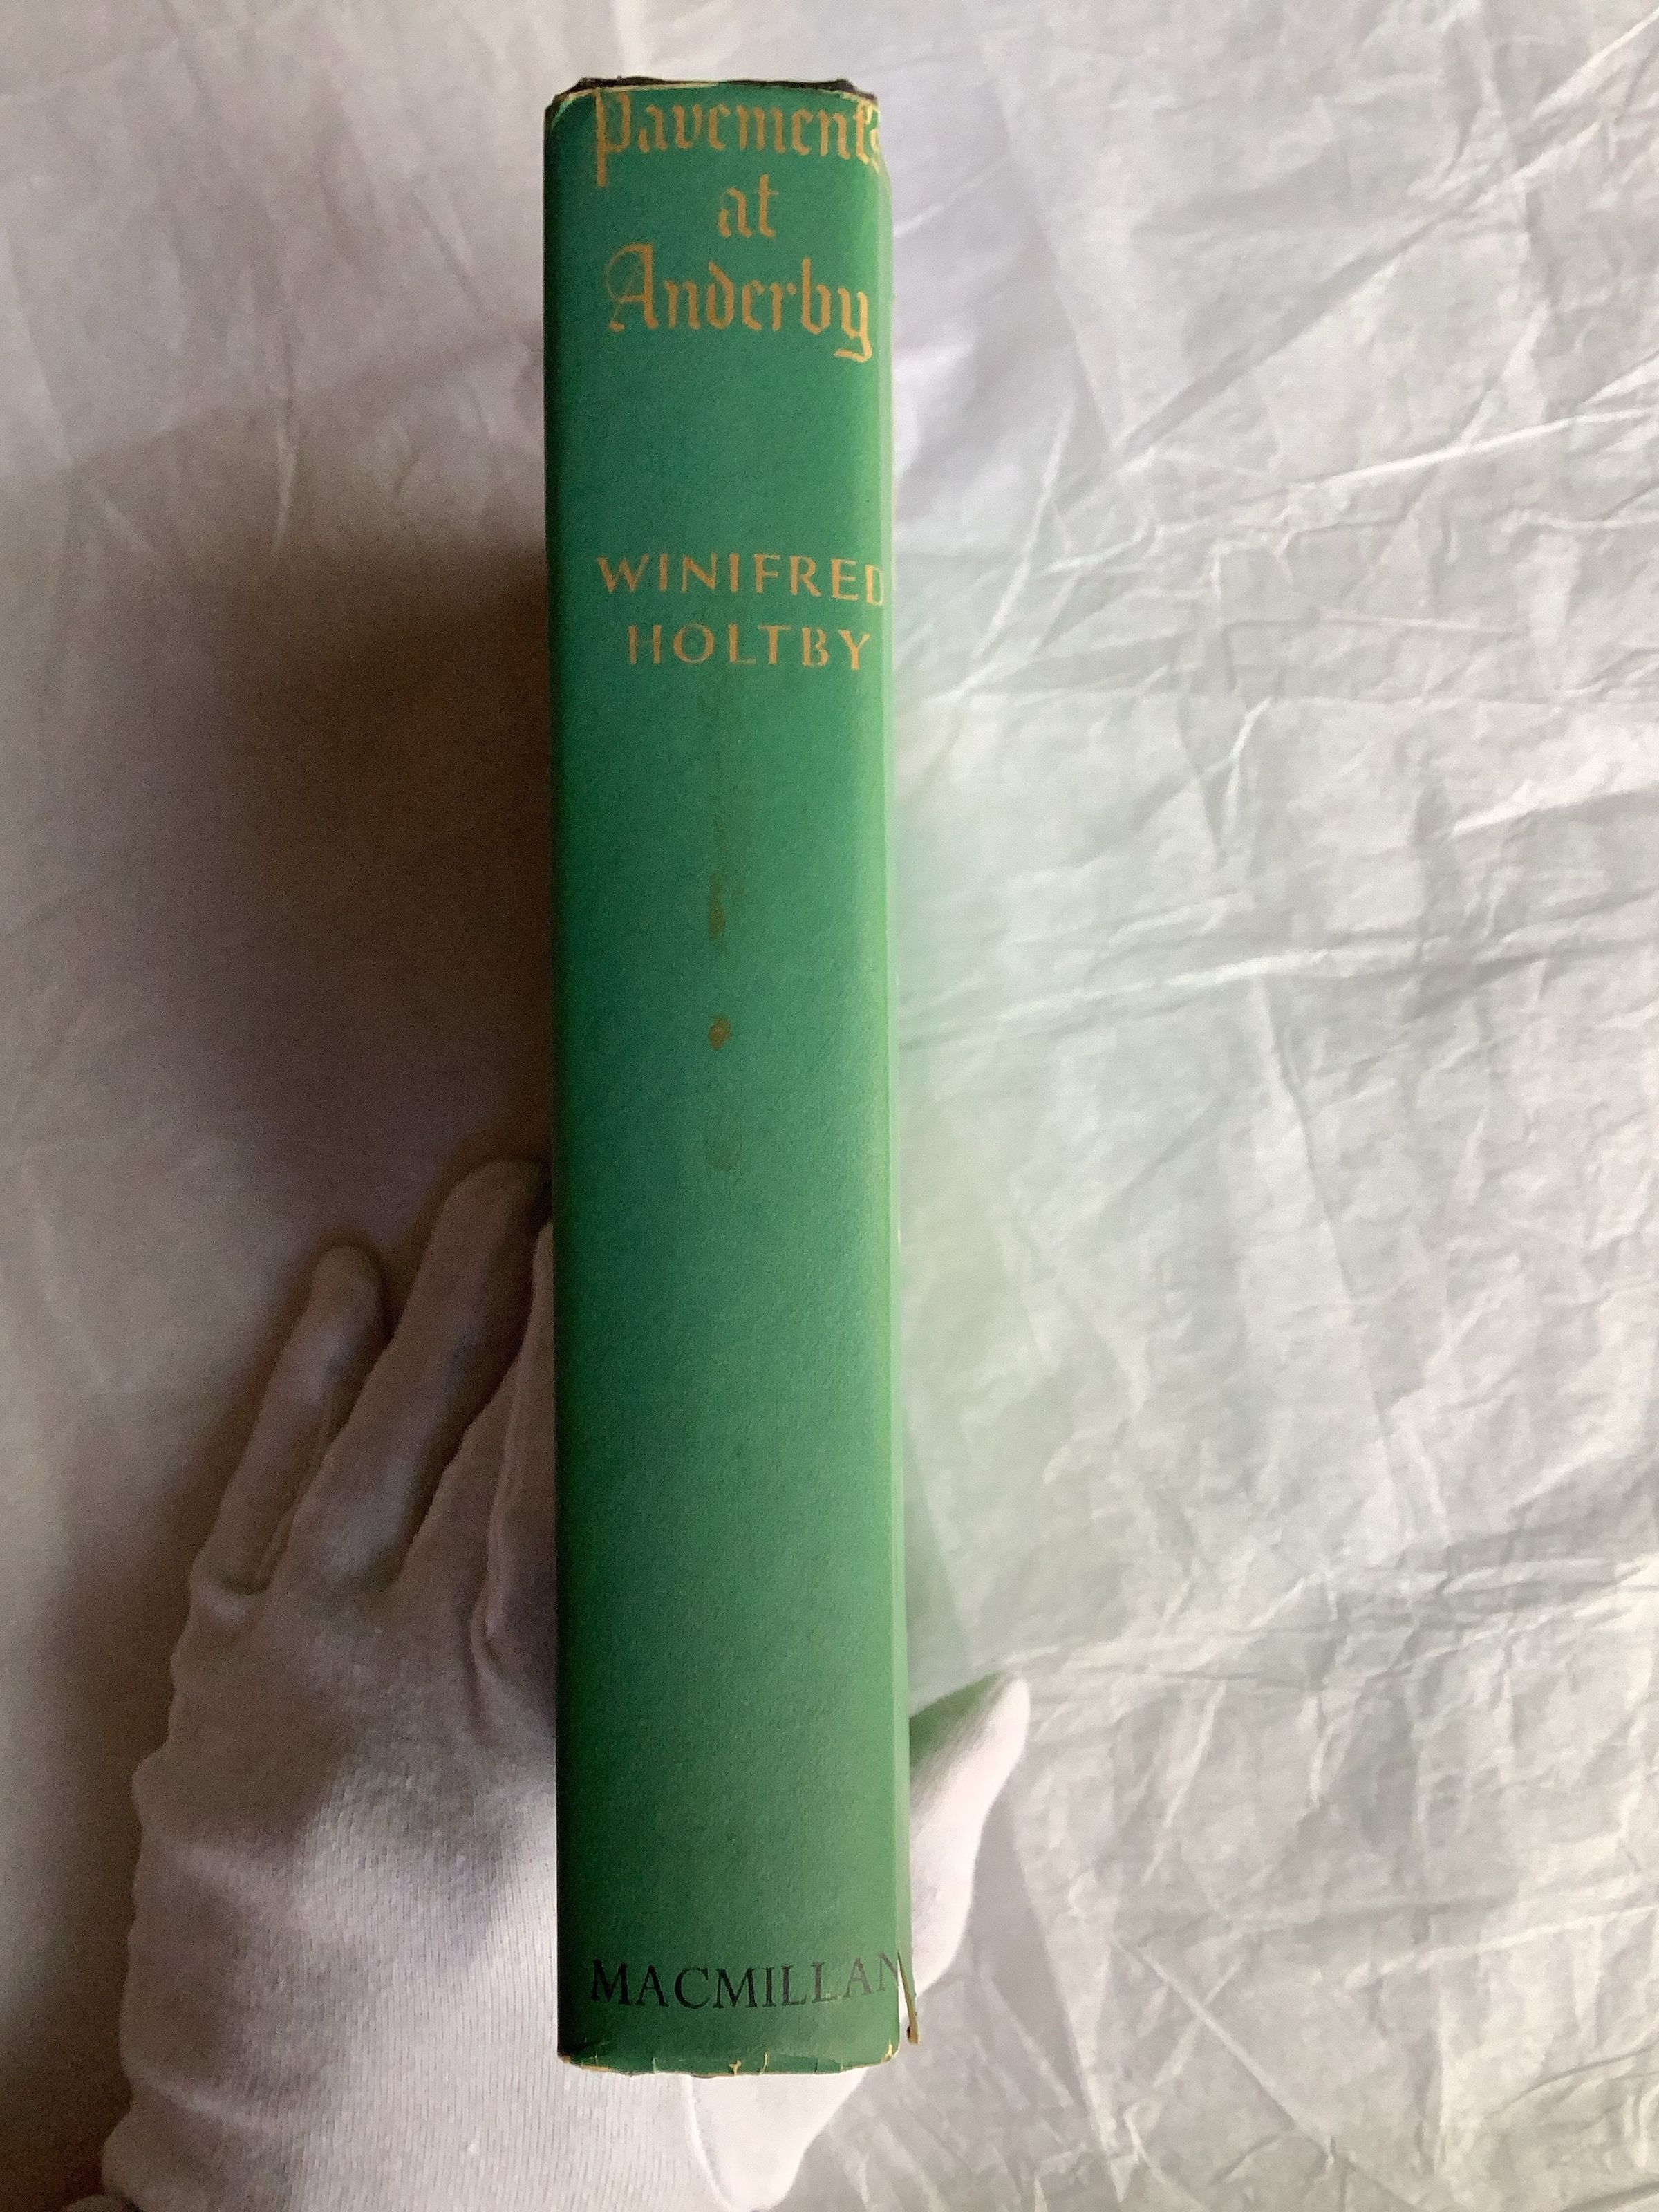 Pavements
at
Anderby
WINIFRED
HOLTBY
MACMILLAN